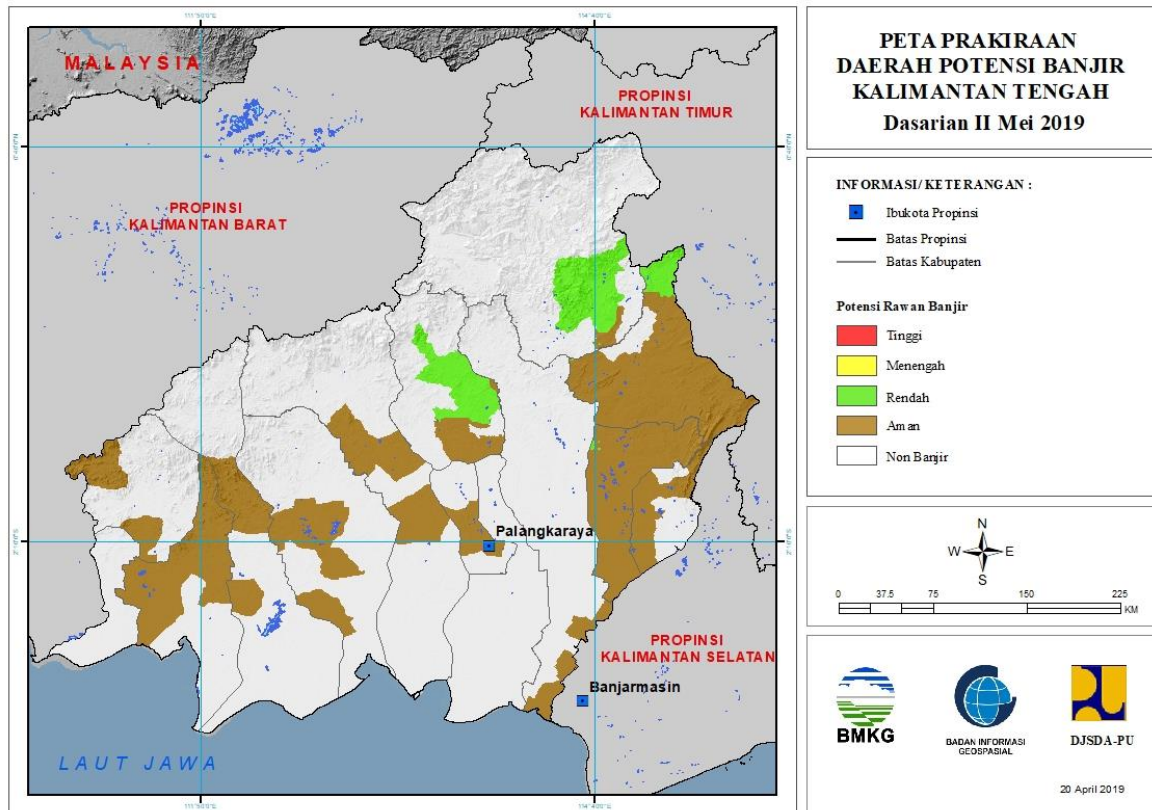 PETA PRAKIRAAN
DAERAH POTENSI BANJIR
KALIMANTAN TENGAH
Dasarian II Mei 2019
INFORMASI/ KETERANGAN :
Ibukota Propinsi
Batas Propinsi
Batas Kabupaten
Potensi Rawan Banjir
Tinggi
Menengah
Rendah
Aman
Non Banjir
N
W
E
S
0 37.5 75 150 225
KM
BMKG
BADAN INFORMASI
GEOSPASIAL
DJSDA-PU
20 April 2019
MALAYSIA
PROPINSI
KALIMANTAN TIMUR
PROPINSI
KALIMANTAN BARAT
Palangkaraya
PROPINSI
KALIMANTAN SELATAN
Banjarmasin
LAUT JAWA